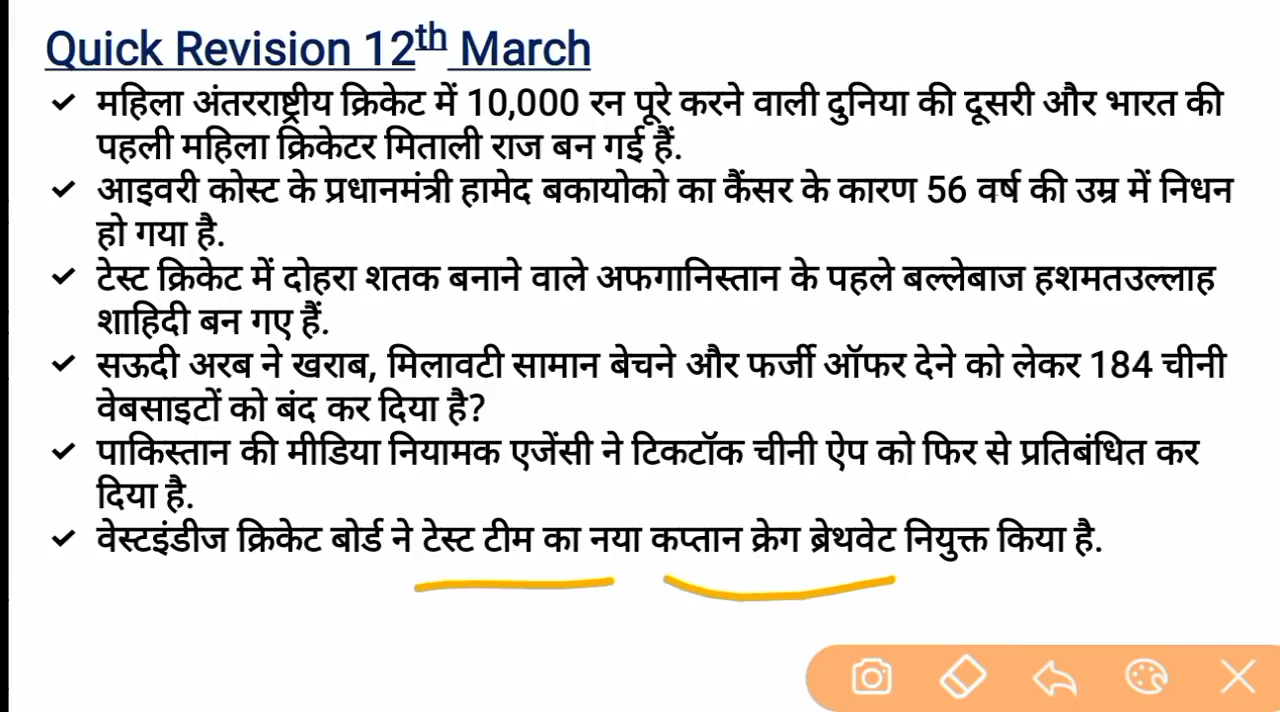 Quick Revision 12th March
✓ महिला अंतरराष्ट्रीय क्रिकेट में 10,000 रन पूरे करने वाली दुनिया की दूसरी और भारत की
पहली महिला क्रिकेटर मिताली राज बन गई हैं.
✓ आइवरी कोस्ट के प्रधानमंत्री हामेद बकायोको का कैंसर के कारण 56 वर्ष की उम्र में निधन
हो गया है.
✓ टेस्ट क्रिकेट में दोहरा शतक बनाने वाले अफगानिस्तान के पहले बल्लेबाज हशमतउल्लाह
शाहिदी बन गए हैं.
✓ सऊदी अरब ने खराब, मिलावटी सामान बेचने और फर्जी ऑफर देने को लेकर 184 चीनी
वेबसाइटों को बंद कर दिया है?
✓ पाकिस्तान की मीडिया नियामक एजेंसी ने टिकटॉक चीनी ऐप को फिर से प्रतिबंधित कर
दिया है.
✓ वेस्टइंडीज क्रिकेट बोर्ड ने टेस्ट टीम का नया कप्तान क्रेग ब्रेथवेट नियुक्त किया है.